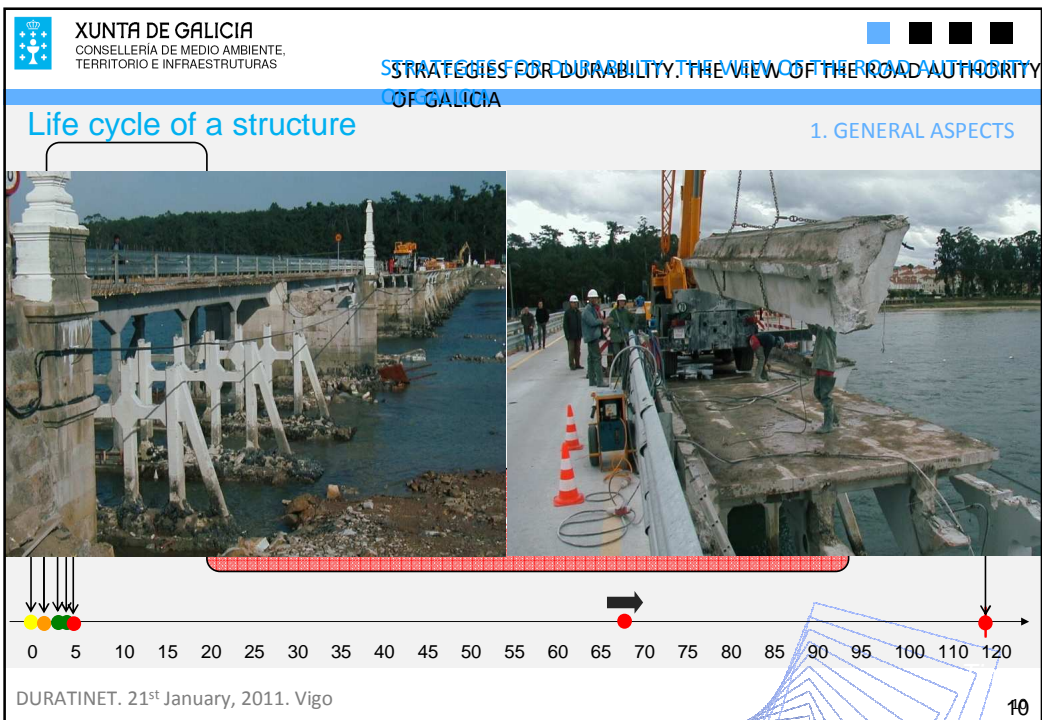 XUNTA DE GALICIA
CONSELLERÍA DE MEDIO AMBIENTE,
TERRITORIO E INFRAESTRUTURAS
STRATEGIES FOR DURABILITY. THE VIEW OF THE ROAD AUTHORITY
OF GALICIA
Life cycle of a structure
1. GENERAL ASPECTS
0 5 10 15 20 25 30 35 40 45 50 55 60 65 70 75 80 85 90 95 100 110 120
DURATINET. 21st January, 2011. Vigo
10